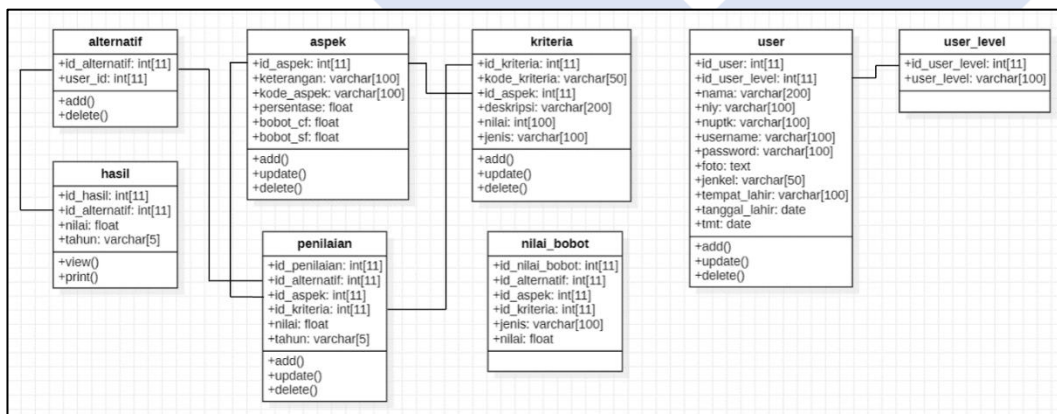 alternatif
+id_alternatif: int[11]
+user_id: int[11]
+add()
+delete()
aspek
+id_aspek: int[11]
+keterangan: varchar[100]
+kode_aspek: varchar[100]
+persentase: float
+bobot_cf: float
+bobot_sf: float
+add()
+update()
+delete()
kriteria
+id_kriteria: int[11]
+kode_kriteria: varchar[50]
+id_aspek: int[11]
+deskripsi: varchar[200]
+nilai: int[100]
+jenis: varchar[100]
+add()
+update()
+delete()
user
+id_user: int[11]
+id_user_level: int[11]
+nama: varchar[200]
+niy: varchar[100]
+nuptk: varchar[100]
+username: varchar[100]
+password: varchar[100]
+foto: text
+jenkel: varchar[50]
+tempat_lahir: varchar[100]
+tanggal_lahir: date
+tmt: date
+add()
+update()
+delete()
user_level
+id_user_level: int[11]
+user_level: varchar[100]
hasil
+id_hasil: int[11]
+id_alternatif: int[11]
+nilai: float
+tahun: varchar[5]
+view()
+print()
penilaian
+id_penilaian: int[11]
+id_alternatif: int[11]
+id_aspek: int[11]
+id_kriteria: int[11]
+nilai: float
+tahun: varchar[5]
+add()
+update()
+delete()
nilai_bobot
+id_nilai_bobot: int[11]
+id_alternatif: int[11]
+id_aspek: int[11]
+id_kriteria: int[11]
+jenis: varchar[100]
+nilai: float